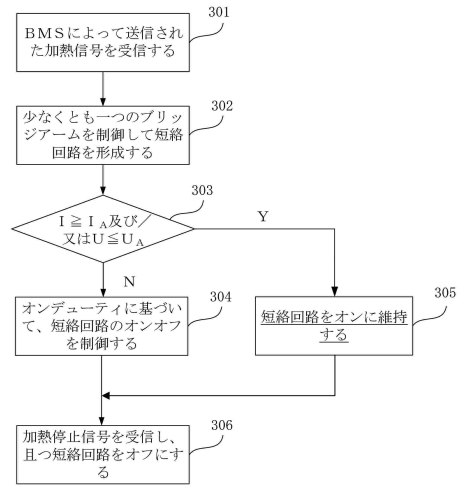 301
BMSによって送信され
た加熱信号を受信する
302
少なくとも一つのブリッ
ジアームを制御して短絡
回路を形成する
303
I≧IA及び/
又はU≦UA
Y
N
304
オンデューティに基づい
て、短絡回路のオンオフ
を制御する
305
短絡回路をオンに維持
する
306
加熱停止信号を受信し、
且つ短絡回路をオフにす
る